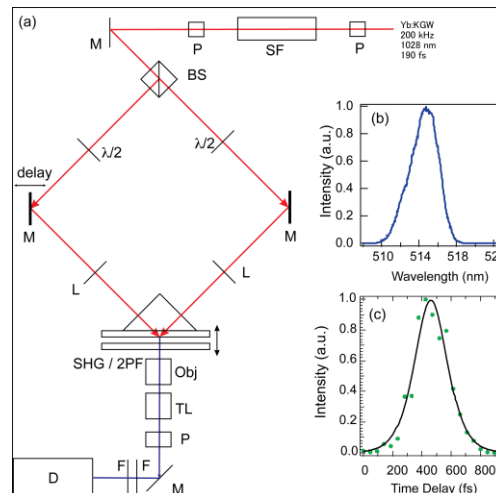 (a)
M
P
SF
P
Yb:KGW
200 kHz
1028 nm
190 fs
BS
λ/2
λ/2
delay
M
M
L
L
SHG / 2PF
Obj
TL
P
D
F
F
M
(b)
Intensity (a.u.)
1.0
0.8
0.6
0.4
0.2
0.0
510
514
518
Wavelength (nm)
(c)
Intensity (a.u.)
1.0
0.8
0.6
0.4
0.2
0.0
0
200
400
600
800
Time Delay (fs)